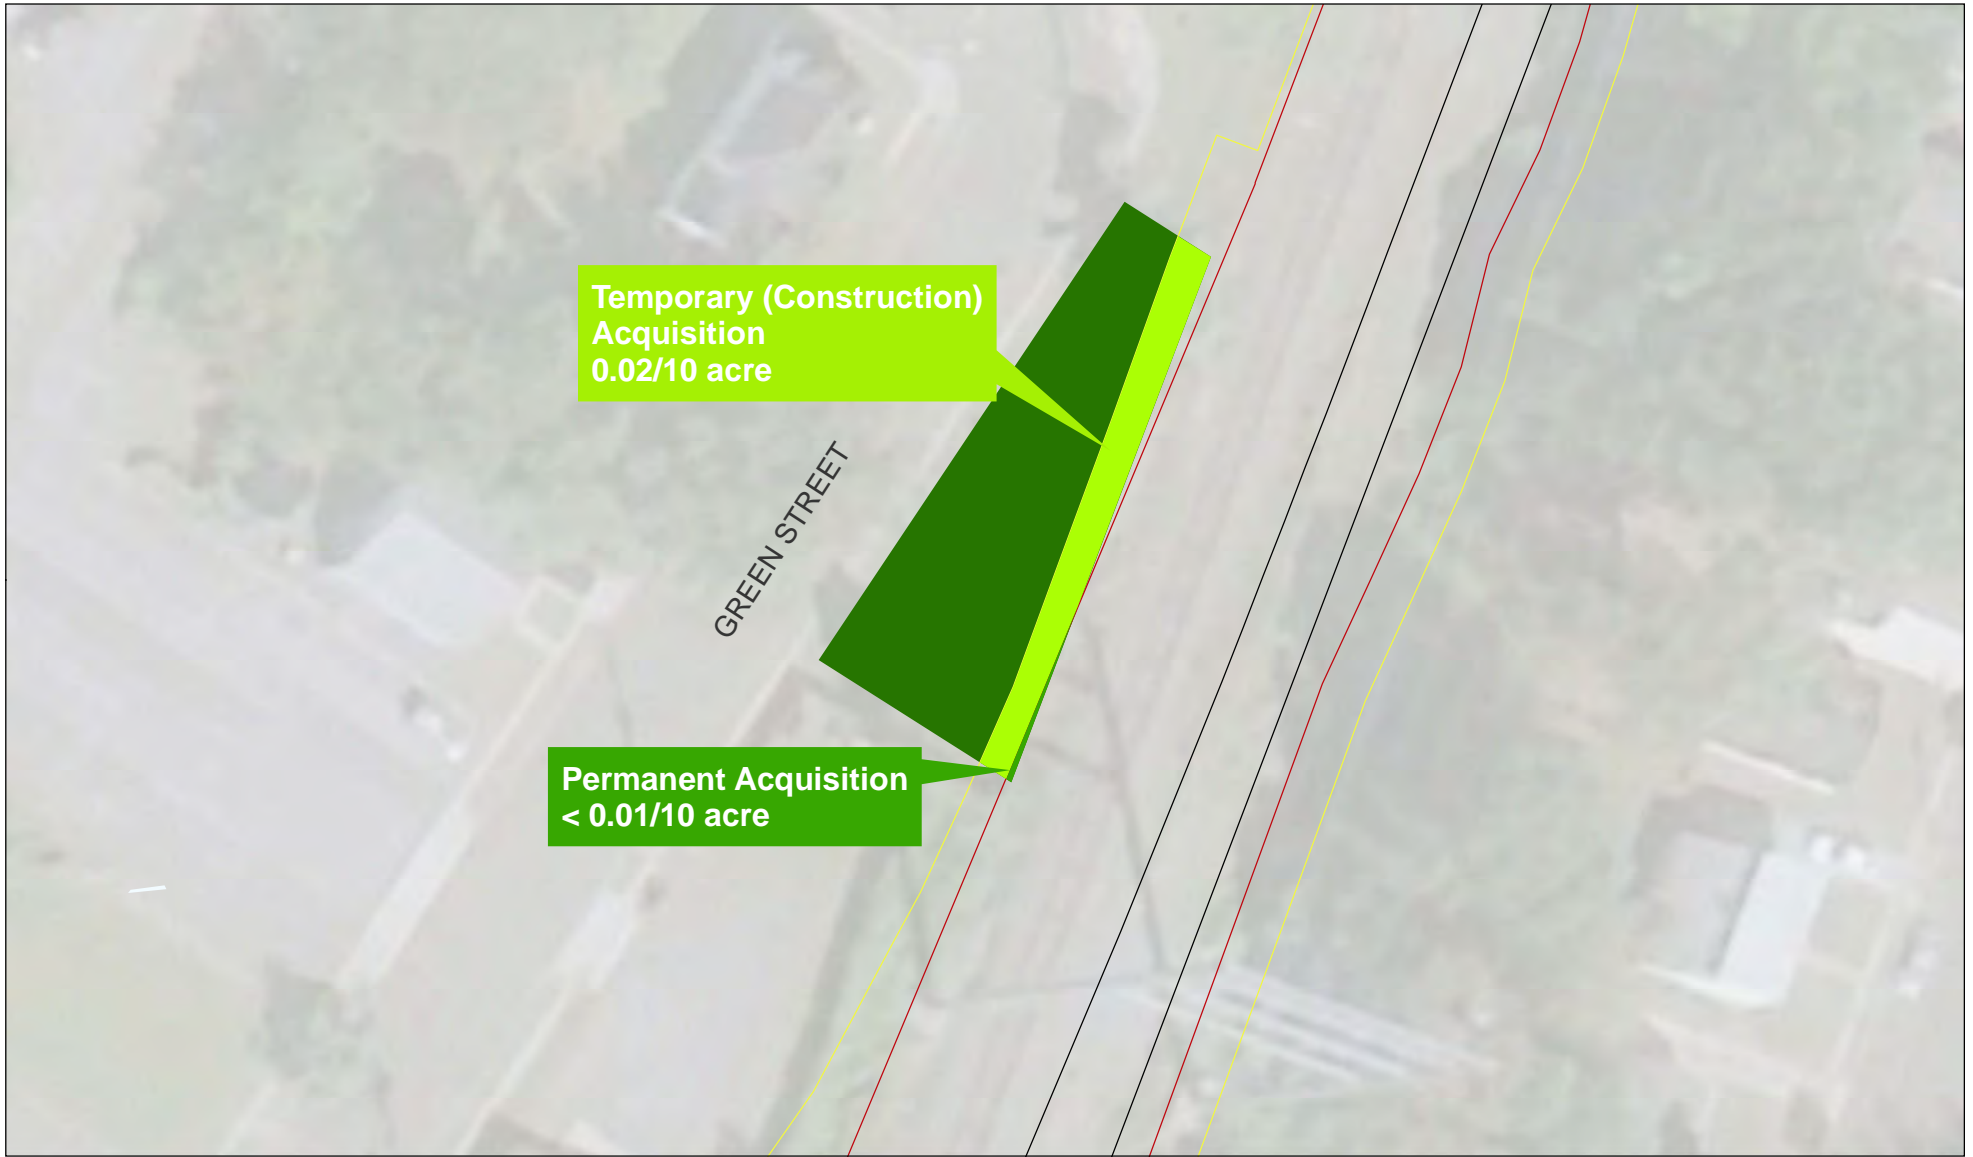 Temporary (Construction)
Acquisition
0.02/10 acre
GREEN STREET
Permanent Acquisition
< 0.01/10 acre